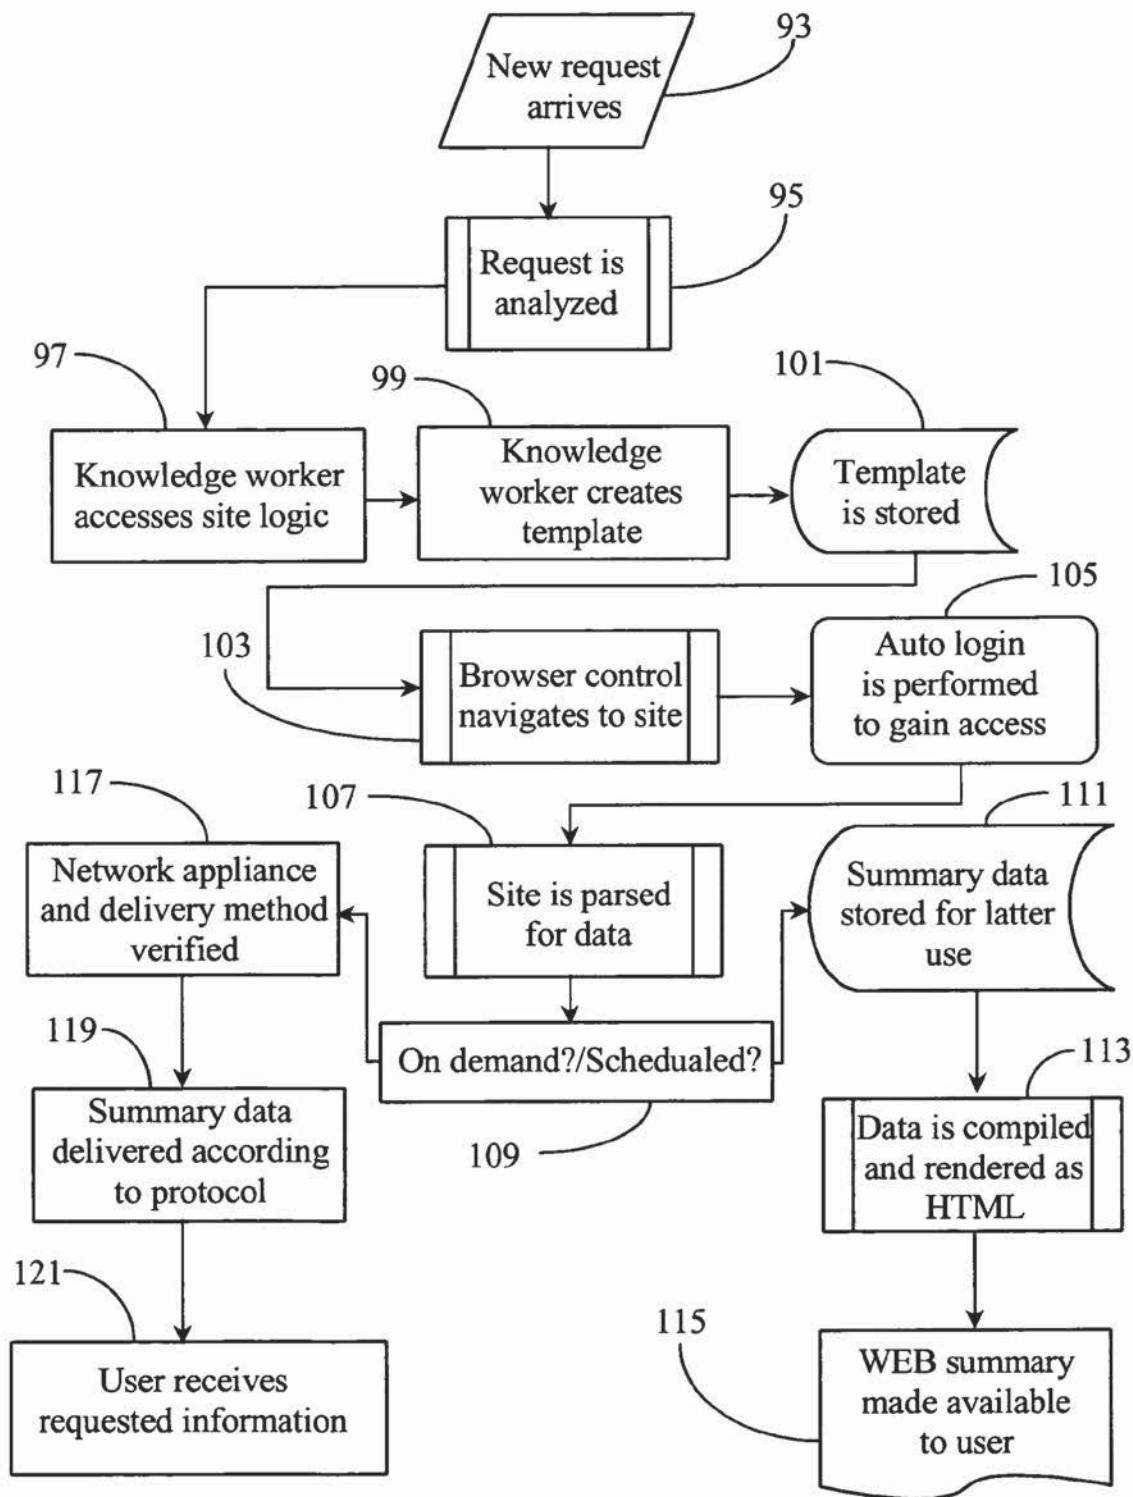 93
New request
arrives
95
Request is
analyzed
97
Knowledge worker
accesses site logic
99
Knowledge
worker creates
template
101
Template
is stored
103
Browser control
navigates to site
105
Auto login
is performed
to gain access
107
Site is parsed
for data
109
On demand?/Schedualed?
111
Summary data
stored for latter
use
113
Data is compiled
and rendered as
HTML
115
WEB summary
made available
to user
117
Network appliance
and delivery method
verified
119
Summary data
delivered according
to protocol
121
User receives
requested information